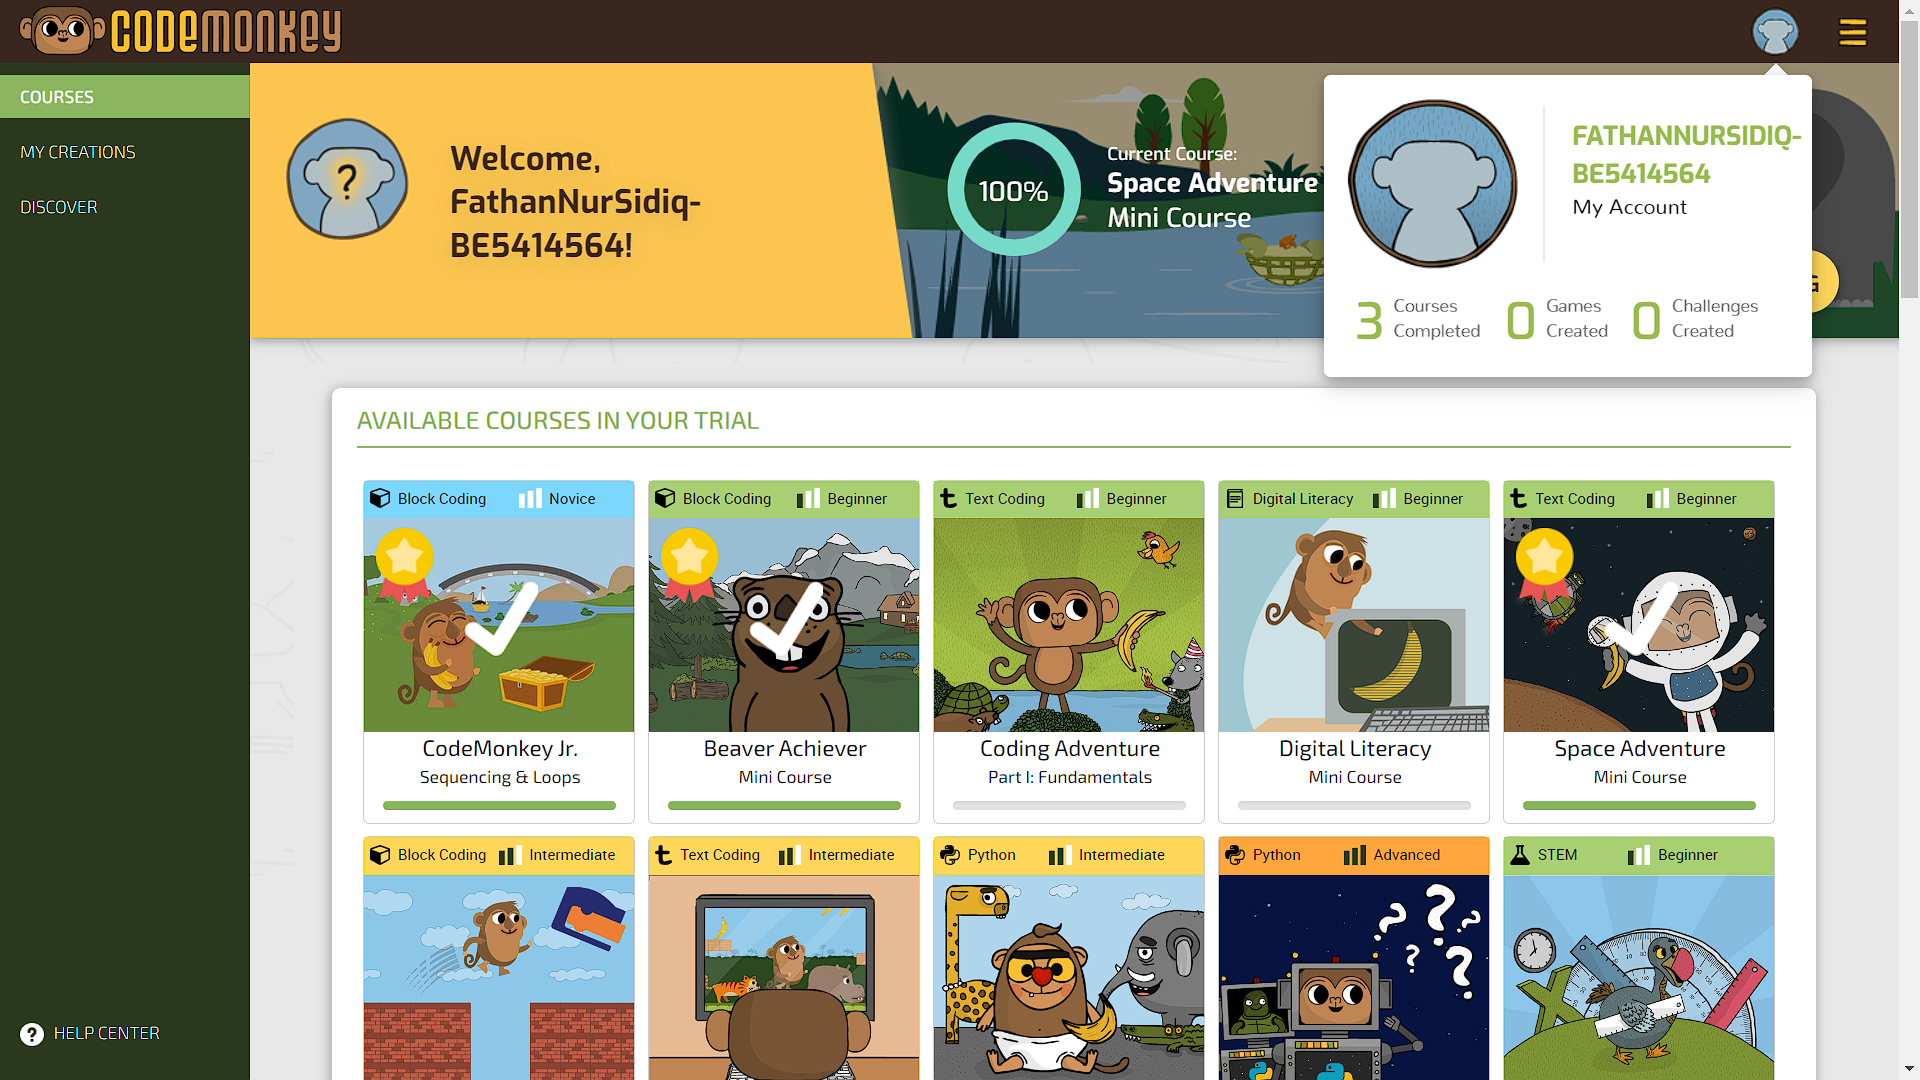 CODEMONKEY
COURSES
MY CREATIONS
DISCOVER
HELP CENTER
?
Welcome,
FathanNurSidiq-
BE5414564!
100%
Current Course:
Space Adventure
Mini Course
FATHANNURSIDIQ-
BE5414564
My Account
3 Courses Completed
0 Games Created
0 Challenges Created
AVAILABLE COURSES IN YOUR TRIAL
Block Coding Novice
CodeMonkey Jr.
Sequencing & Loops
Block Coding Beginner
Beaver Achiever
Mini Course
Text Coding Beginner
Coding Adventure
Part I: Fundamentals
Digital Literacy Beginner
Digital Literacy
Mini Course
Text Coding Beginner
Space Adventure
Mini Course
Block Coding Intermediate
Text Coding Intermediate
Python Intermediate
Python Advanced
? ? ? ? ?
STEM Beginner